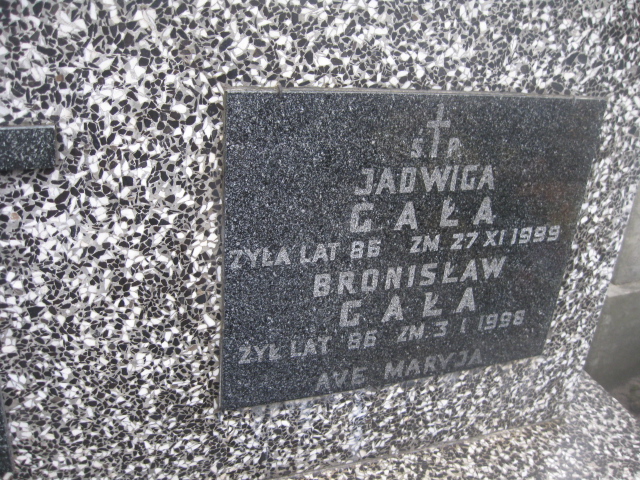 Ś.P.
JADWIGA
GAŁA
ŻYŁA LAT 86 ZM 27 XI 1999
BRONISŁAW
GAŁA
ŻYŁ LAT 86 ZM 3 I 1998
AVE MARYJA